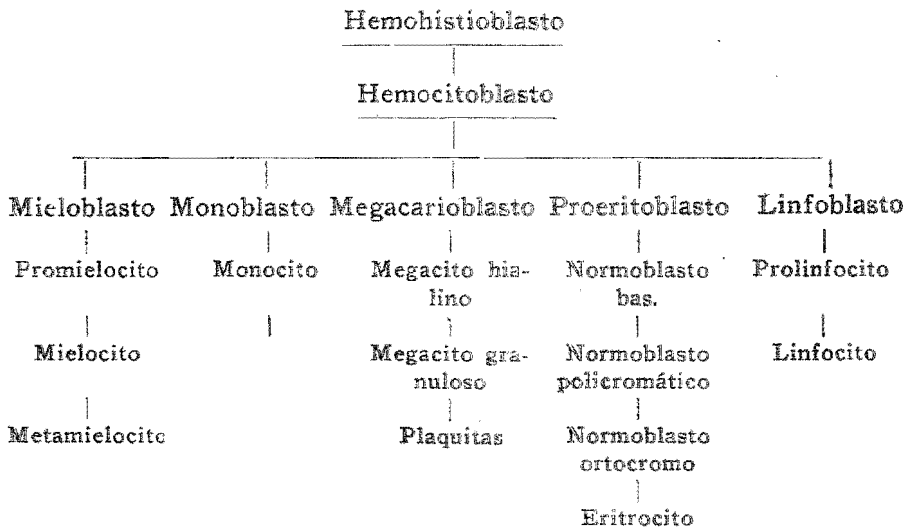 Hemohistioblasto
Hemocitoblasto
Mieloblasto Monoblasto Megacarioblasto Proeritoblasto Linfoblasto
Promielocito Monocito Megacito hia- Normoblasto Prolinfocito
lino bas.
Mielocito Megacito gra- Normoblasto Linfocito
nuloso policromático
Metamielocito Plaquitas Normoblasto
ortocromo
Eritrocito